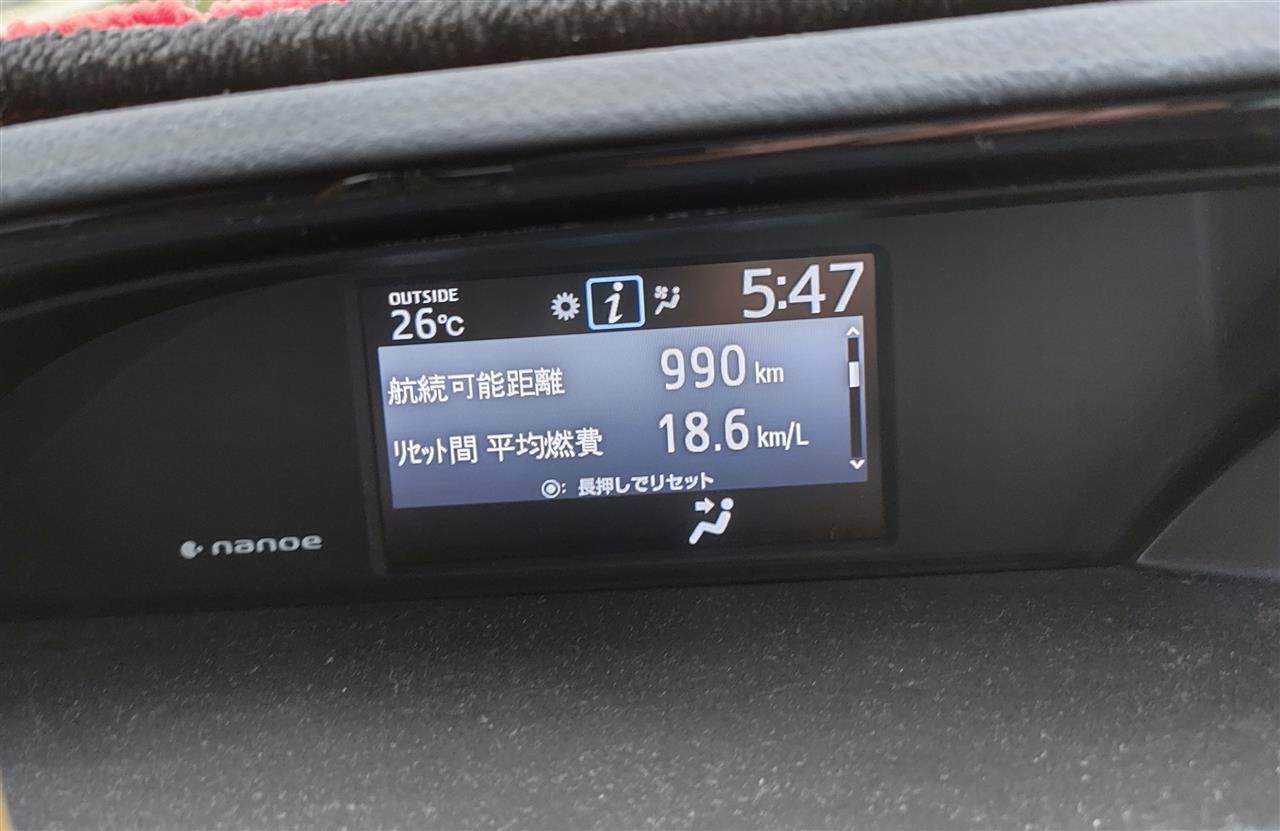 OUTSIDE
26℃
i
5:47
航続可能距離 990 km
ﾘｾｯﾄ間 平均燃費 18.6 km/L
◉: 長押しでリセット
nanoe